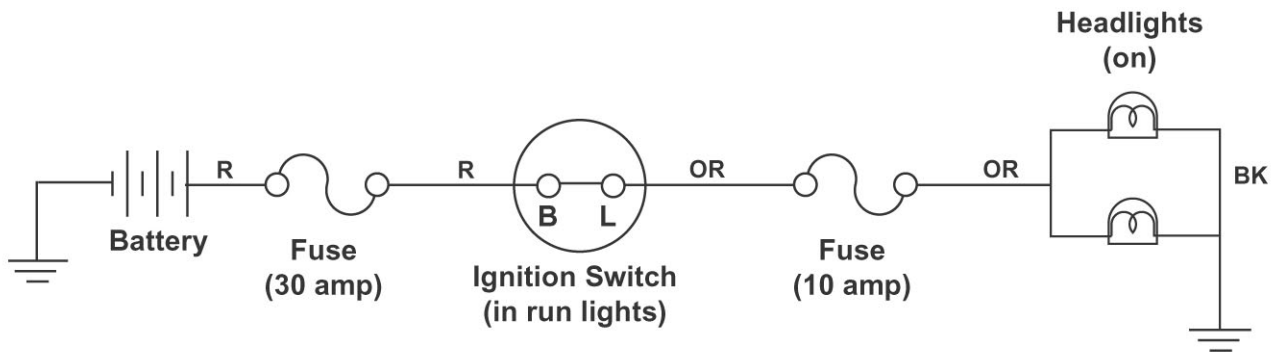 Headlights
(on)
R
R
OR
OR
BK
B
L
Battery
Fuse
(30 amp)
Ignition Switch
(in run lights)
Fuse
(10 amp)